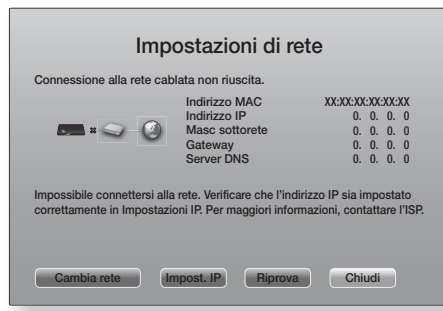 Impostazioni di rete
Connessione alla rete cablata non riuscita.
Indirizzo MAC XX:XX:XX:XX:XX:XX
Indirizzo IP 0. 0. 0. 0
Masc sottorete 0. 0. 0. 0
Gateway 0. 0. 0. 0
Server DNS 0. 0. 0. 0
Impossibile connettersi alla rete. Verificare che l'indirizzo IP sia impostato
correttamente in Impostazioni IP. Per maggiori informazioni, contattare l'ISP.
Cambia rete Impost. IP Riprova Chiudi